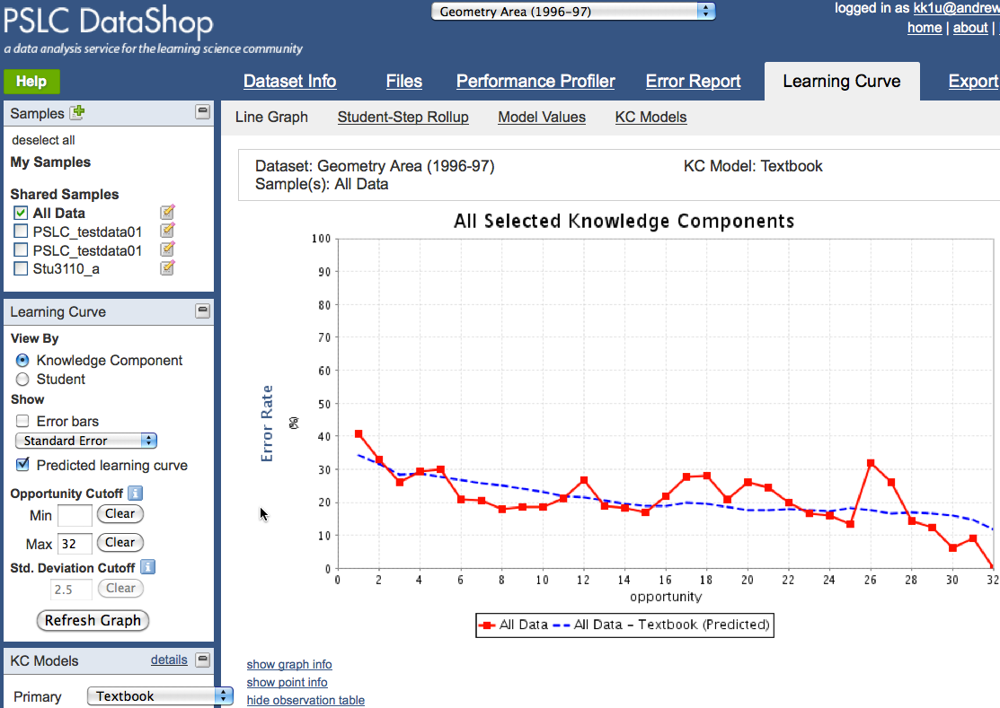 PSLC DataShop
a data analysis service for the learning science community
Geometry Area (1996-97)
logged in as kk1u@andrew
home | about |
Help
Dataset Info
Files
Performance Profiler
Error Report
Learning Curve
Export
Samples
deselect all
My Samples
Shared Samples
All Data
PSLC_testdata01
PSLC_testdata01
Stu3110_a
Learning Curve
View By
Knowledge Component
Student
Show
Error bars
Standard Error
Predicted learning curve
Opportunity Cutoff i
Min Clear
Max 32 Clear
Std. Deviation Cutoff i
2.5 Clear
Refresh Graph
KC Models details
Primary Textbook
Line Graph
Student-Step Rollup
Model Values
KC Models
Dataset: Geometry Area (1996-97)
KC Model: Textbook
Sample(s): All Data
All Selected Knowledge Components
Error Rate
(%)
100
90
80
70
60
50
40
30
20
10
0
0 2 4 6 8 10 12 14 16 18 20 22 24 26 28 30 32
opportunity
All Data All Data - Textbook (Predicted)
show graph info
show point info
hide observation table